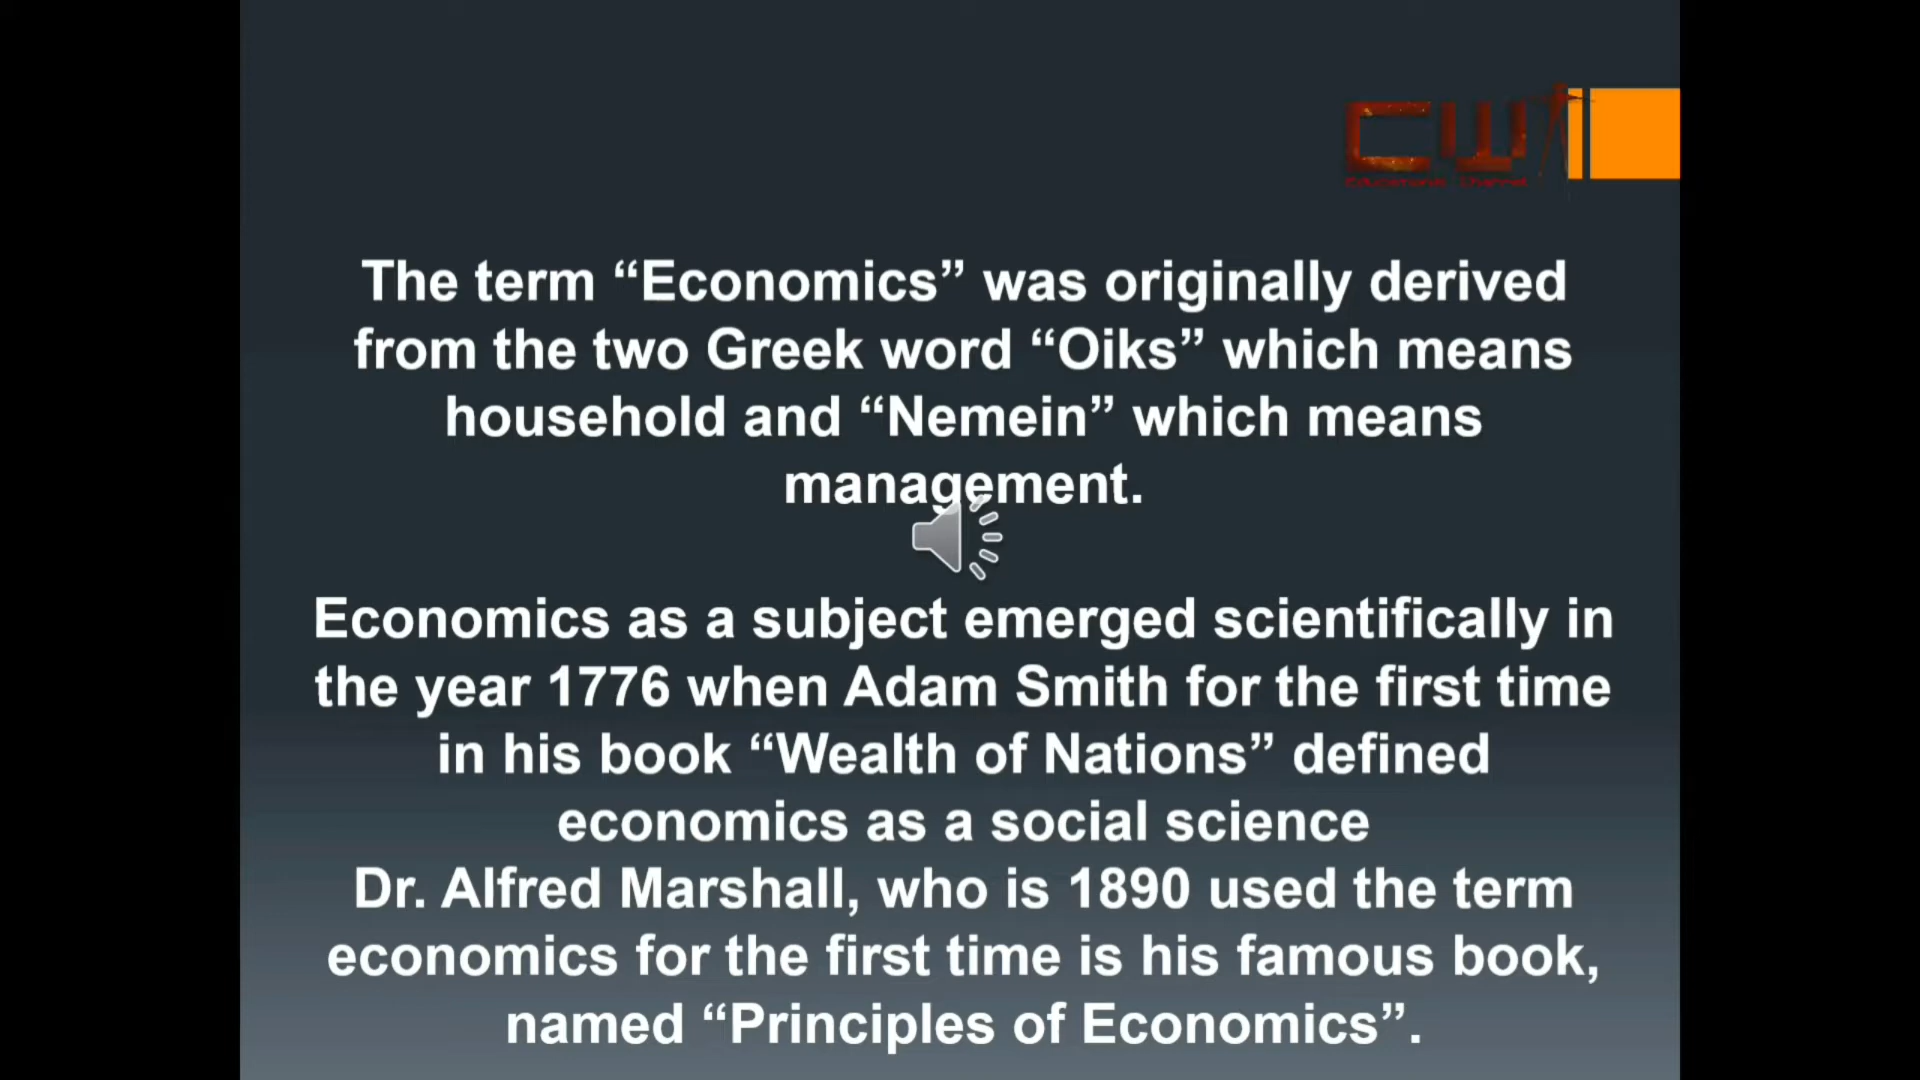 CW
Educational Channel
The term “Economics” was originally derived
from the two Greek word “Oiks” which means
household and “Nemein” which means
management.
Economics as a subject emerged scientifically in
the year 1776 when Adam Smith for the first time
in his book “Wealth of Nations” defined
economics as a social science
Dr. Alfred Marshall, who is 1890 used the term
economics for the first time is his famous book,
named “Principles of Economics”.